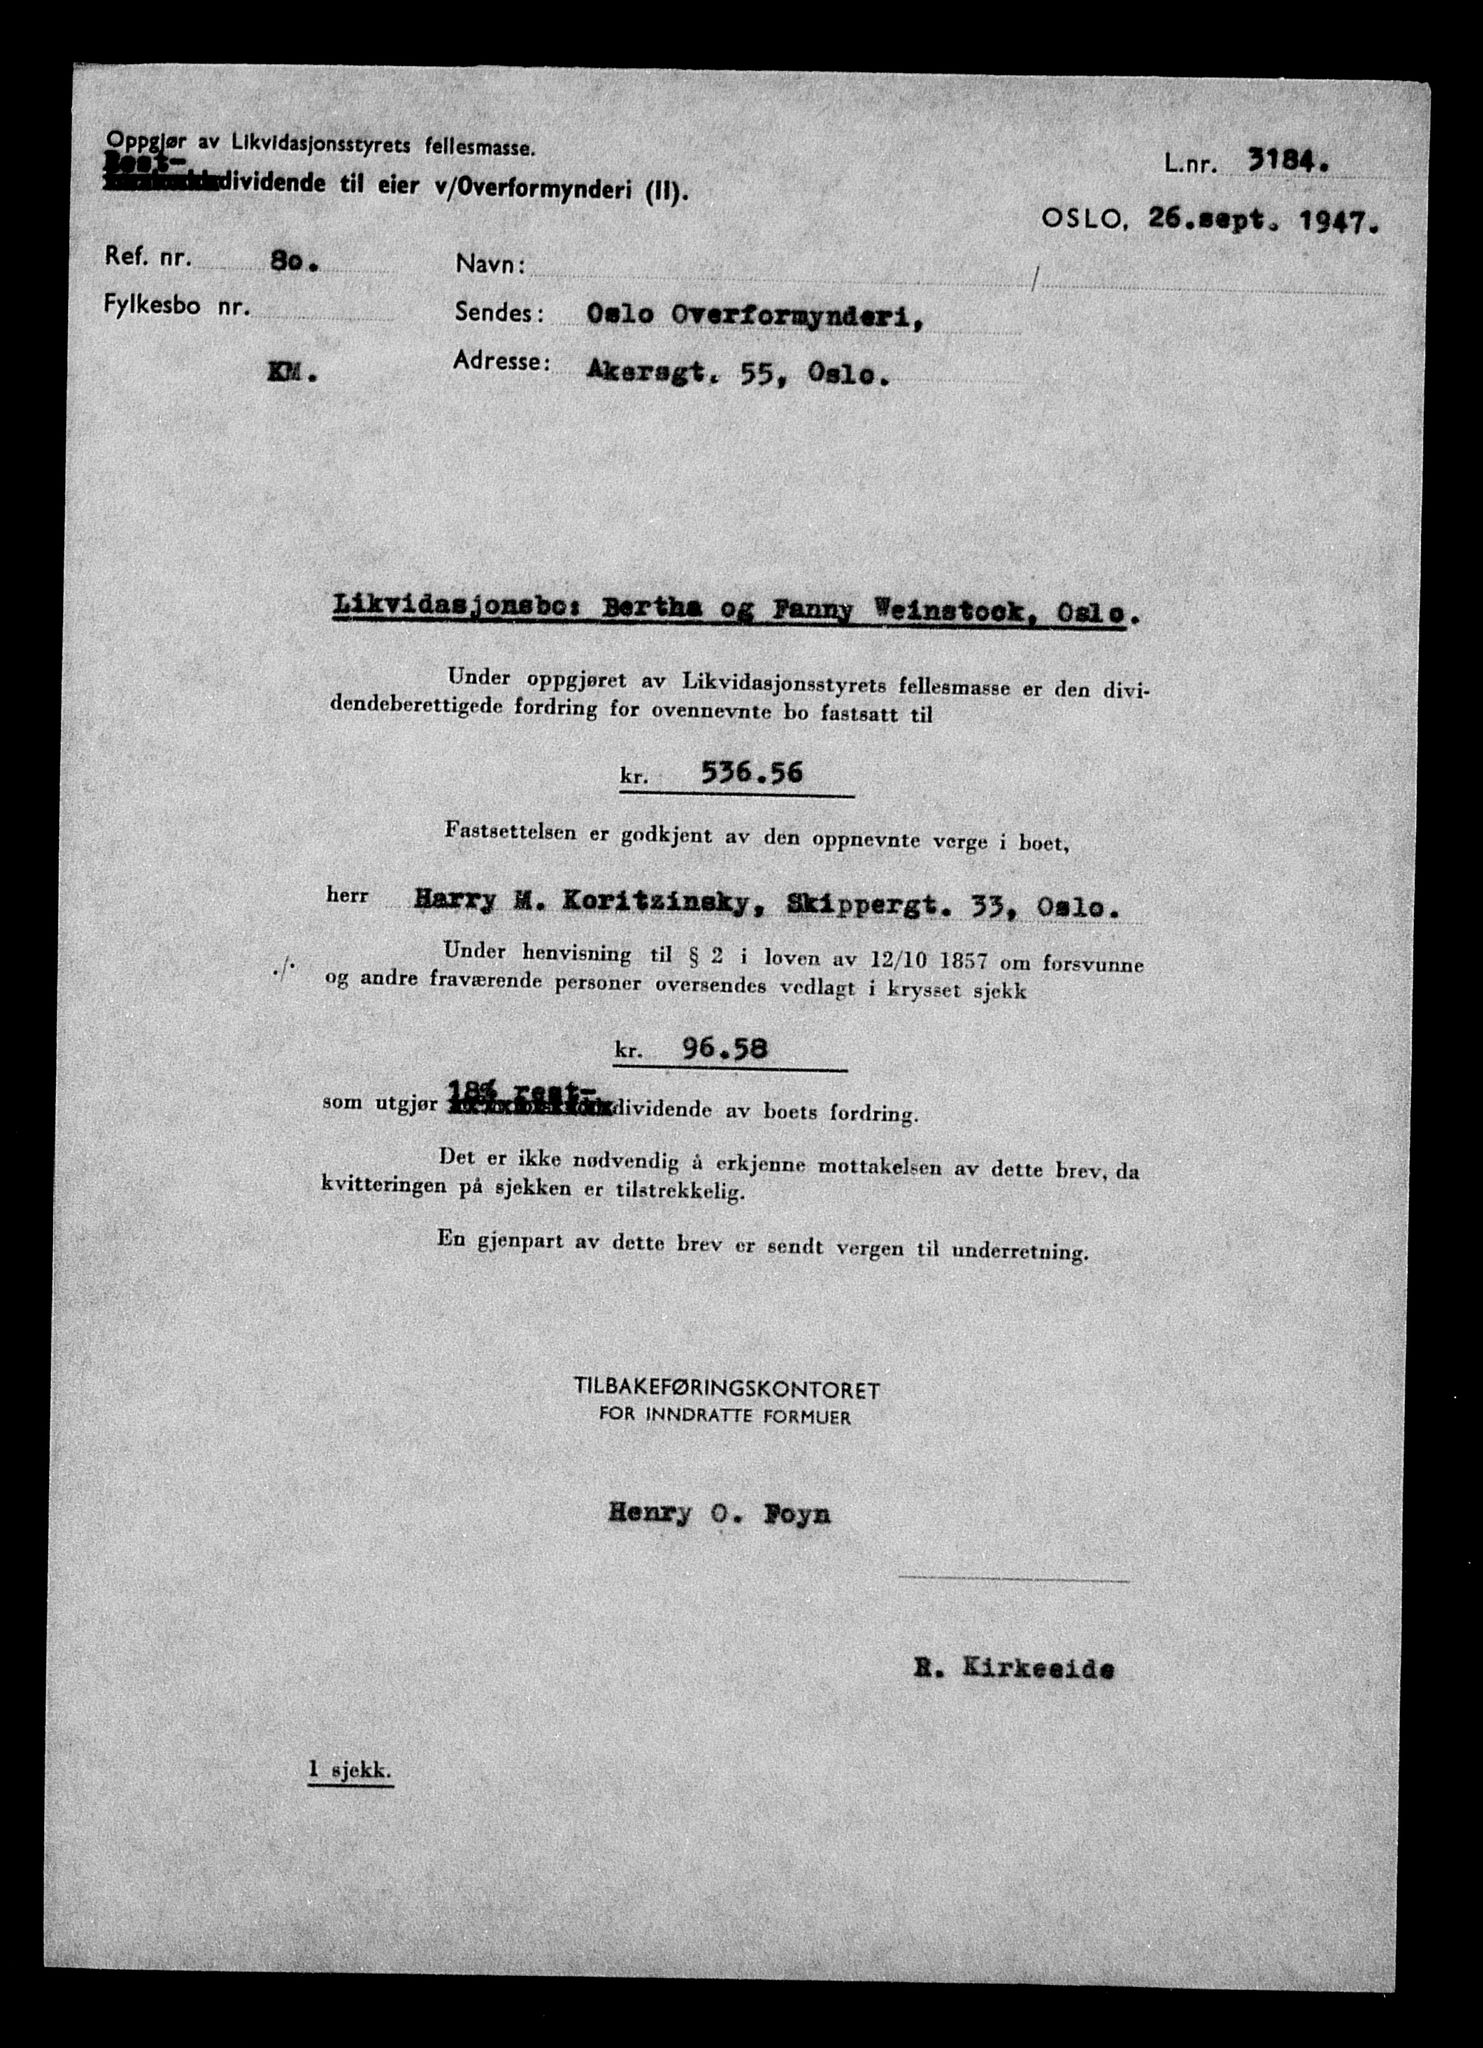 Oppgjør av Likvidasjonsstyrets fellesmasse.
Rest-
dividende til eier v/Overformynderi (II).
L.nr. 3184.
OSLO, 26.sept. 1947.
Ref. nr. 80.
Navn: /
Fylkesbo nr.
Sendes: Oslo Overformynderi,
KM.
Adresse: Akersgt. 55, Oslo.
Likvidasjonsbo: Bertha og Fanny Weinstock, Oslo.
Under oppgjøret av Likvidasjonsstyrets fellesmasse er den divi-
dendeberettigede fordring for ovennevnte bo fastsatt til
kr. 536.56
Fastsettelsen er godkjent av den oppnevnte verge i boet,
herr Harry M. Koritzinsky, Skippergt. 33, Oslo.
Under henvisning til § 2 i loven av 12/10 1857 om forsvunne
./. og andre fraværende personer oversendes vedlagt i krysset sjekk
kr. 96.58
18% rest-
som utgjør dividende av boets fordring.
Det er ikke nødvendig å erkjenne mottakelsen av dette brev, da
kvitteringen på sjekken er tilstrekkelig.
En gjenpart av dette brev er sendt vergen til underretning.
TILBAKEFØRINGSKONTORET
FOR INNDRATTE FORMUER
Henry O. Foyn
R. Kirkeeide
1 sjekk.